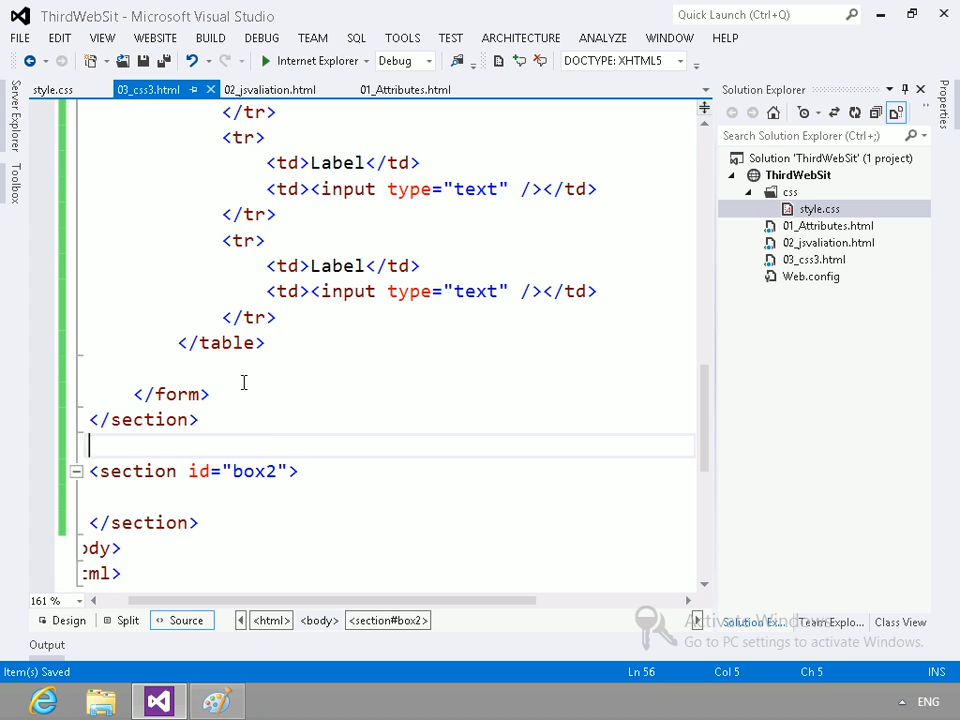 ThirdWebSit - Microsoft Visual Studio
Quick Launch (Ctrl+Q)
FILE EDIT VIEW WEBSITE BUILD DEBUG TEAM SQL TOOLS TEST ARCHITECTURE ANALYZE WINDOW HELP
Internet Explorer Debug DOCTYPE: XHTML5
Server Explorer
Toolbox
style.css 03_css3.html 02_jsvaliation.html 01_Attributes.html
</tr>
<tr>
<td>Label</td>
<td><input type="text" /></td>
</tr>
<tr>
<td>Label</td>
<td><input type="text" /></td>
</tr>
</table>
</form>
</section>
<section id="box2">
</section>
ody>
tml>
161 %
Design Split Source <html> <body> <section#box2>
Output
Item(s) Saved
Ln 56 Col 5 Ch 5 INS
Solution Explorer
Search Solution Explorer (Ctrl+;)
Solution 'ThirdWebSit' (1 project)
ThirdWebSit
css
style.css
01_Attributes.html
02_jsvaliation.html
03_css3.html
Web.config
Properties
Activate Windows
Go to PC settings to activate Windows.
Solution Ex... Team Explo... Class View
ENG